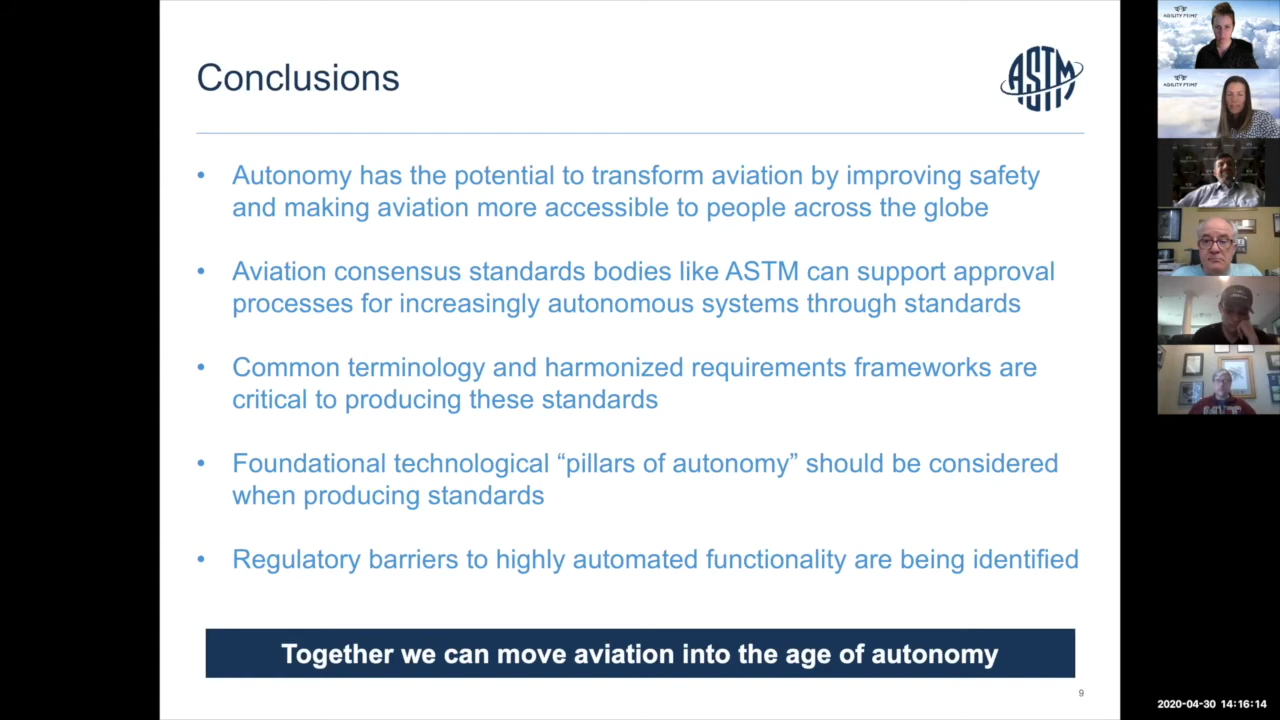 Conclusions
ASTM
• Autonomy has the potential to transform aviation by improving safety
and making aviation more accessible to people across the globe
• Aviation consensus standards bodies like ASTM can support approval
processes for increasingly autonomous systems through standards
• Common terminology and harmonized requirements frameworks are
critical to producing these standards
• Foundational technological “pillars of autonomy” should be considered
when producing standards
• Regulatory barriers to highly automated functionality are being identified
Together we can move aviation into the age of autonomy
9
AGILITY PRIME
AGILITY PRIME
2020-04-30 14:16:14